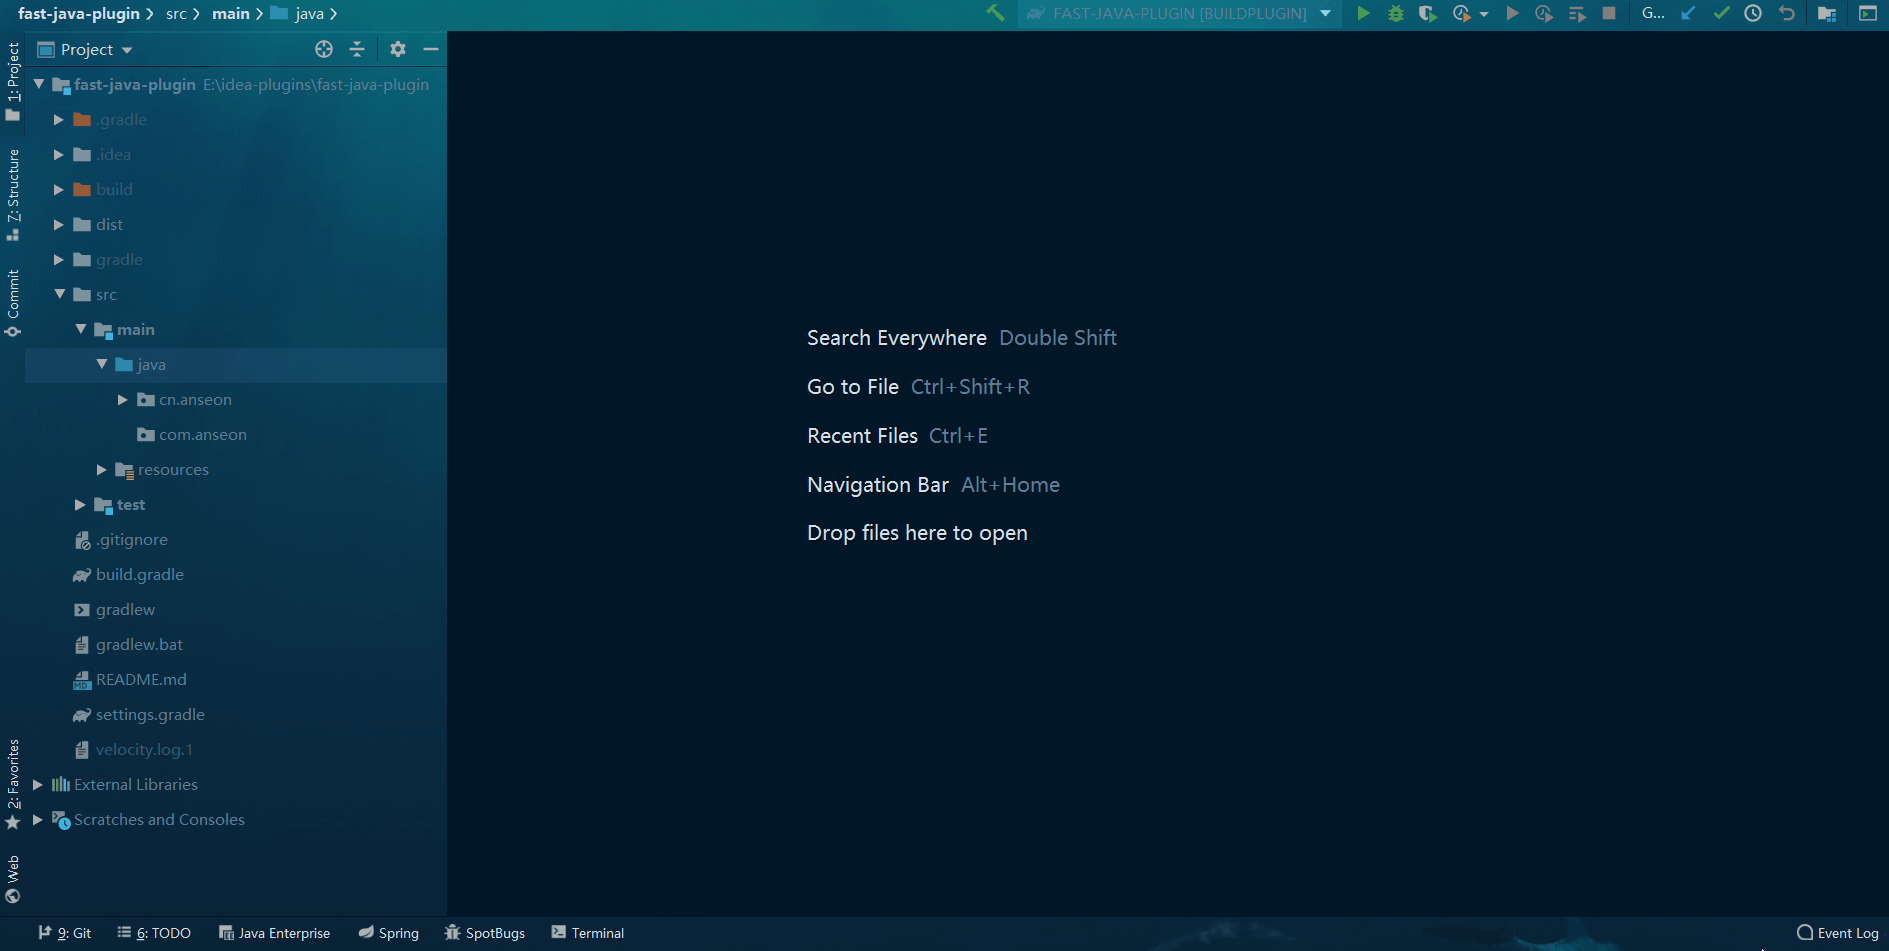 fast-java-plugin
src
main
java
FAST-JAVA-PLUGIN [BUILDPLUGIN]
G...
1: Project
Project
fast-java-plugin E:\idea-plugins\fast-java-plugin
.gradle
.idea
build
dist
gradle
src
main
java
cn.anseon
com.anseon
resources
test
.gitignore
build.gradle
gradlew
gradlew.bat
README.md
settings.gradle
velocity.log.1
External Libraries
Scratches and Consoles
7: Structure
Commit
2: Favorites
Web
Search Everywhere Double Shift
Go to File Ctrl+Shift+R
Recent Files Ctrl+E
Navigation Bar Alt+Home
Drop files here to open
9: Git
6: TODO
Java Enterprise
Spring
SpotBugs
Terminal
Event Log